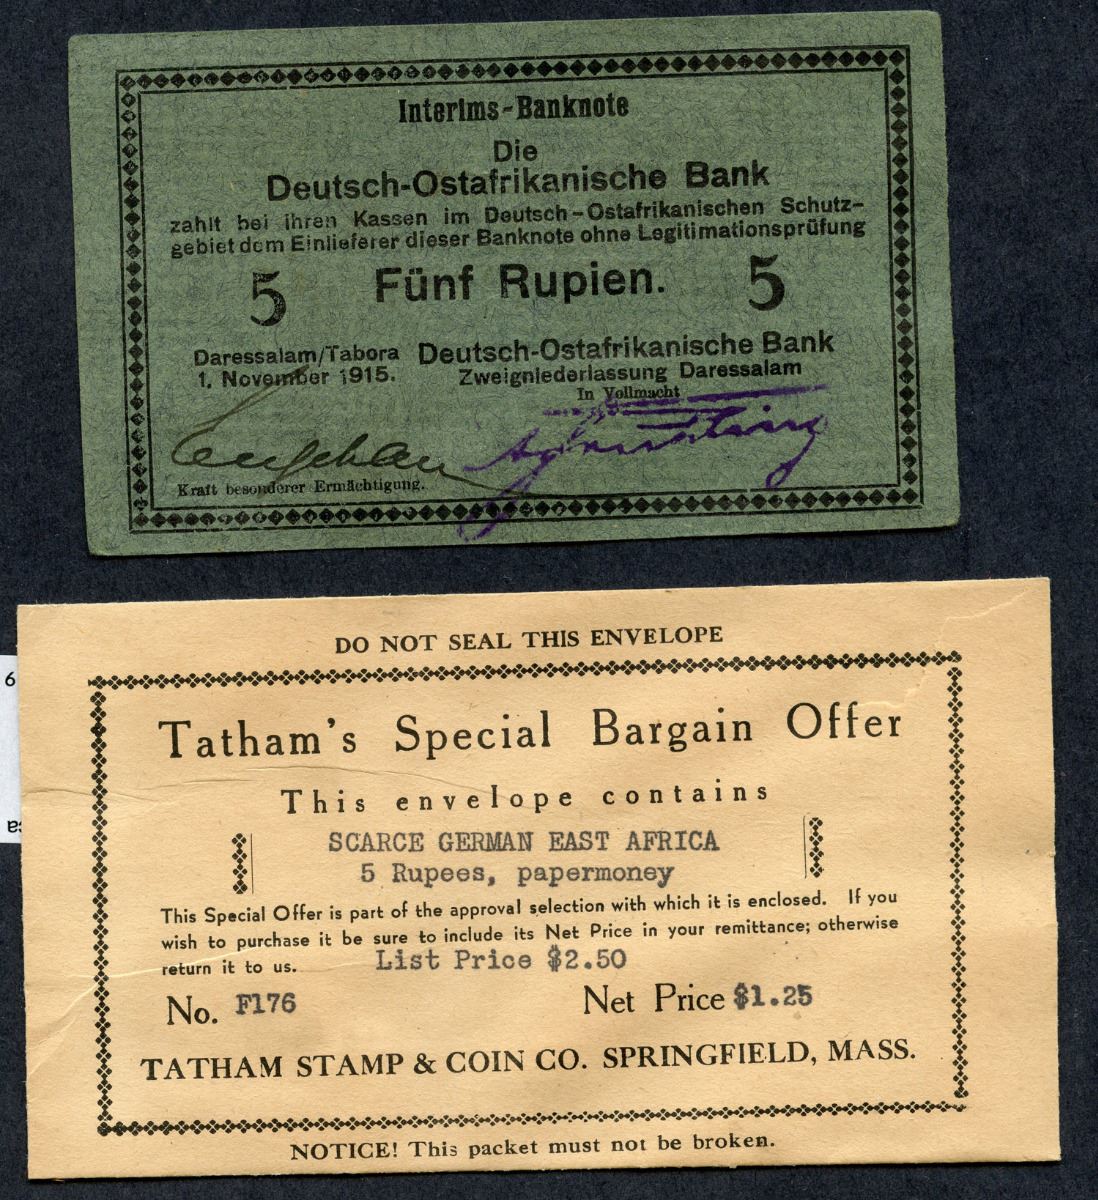 Interims-Banknote
Die
Deutsch-Ostafrikanische Bank
zahlt bei ihren Kassen im Deutsch-Ostafrikanischen Schutz-
gebiet dem Einlieferer dieser Banknote ohne Legitimationsprüfung
5 Fünf Rupien. 5
Daressalam/Tabora
1. November 1915.
Deutsch-Ostafrikanische Bank
Zweigniederlassung Daressalam
In Vollmacht
Kraft besonderer Ermächtigung.
DO NOT SEAL THIS ENVELOPE
Tatham's Special Bargain Offer
This envelope contains
SCARCE GERMAN EAST AFRICA
5 Rupees, papermoney
This Special Offer is part of the approval selection with which it is enclosed. If you
wish to purchase it be sure to include its Net Price in your remittance; otherwise
return it to us. List Price $2.50
No. F176 Net Price $1.25
TATHAM STAMP & COIN CO. SPRINGFIELD, MASS.
NOTICE! This packet must not be broken.